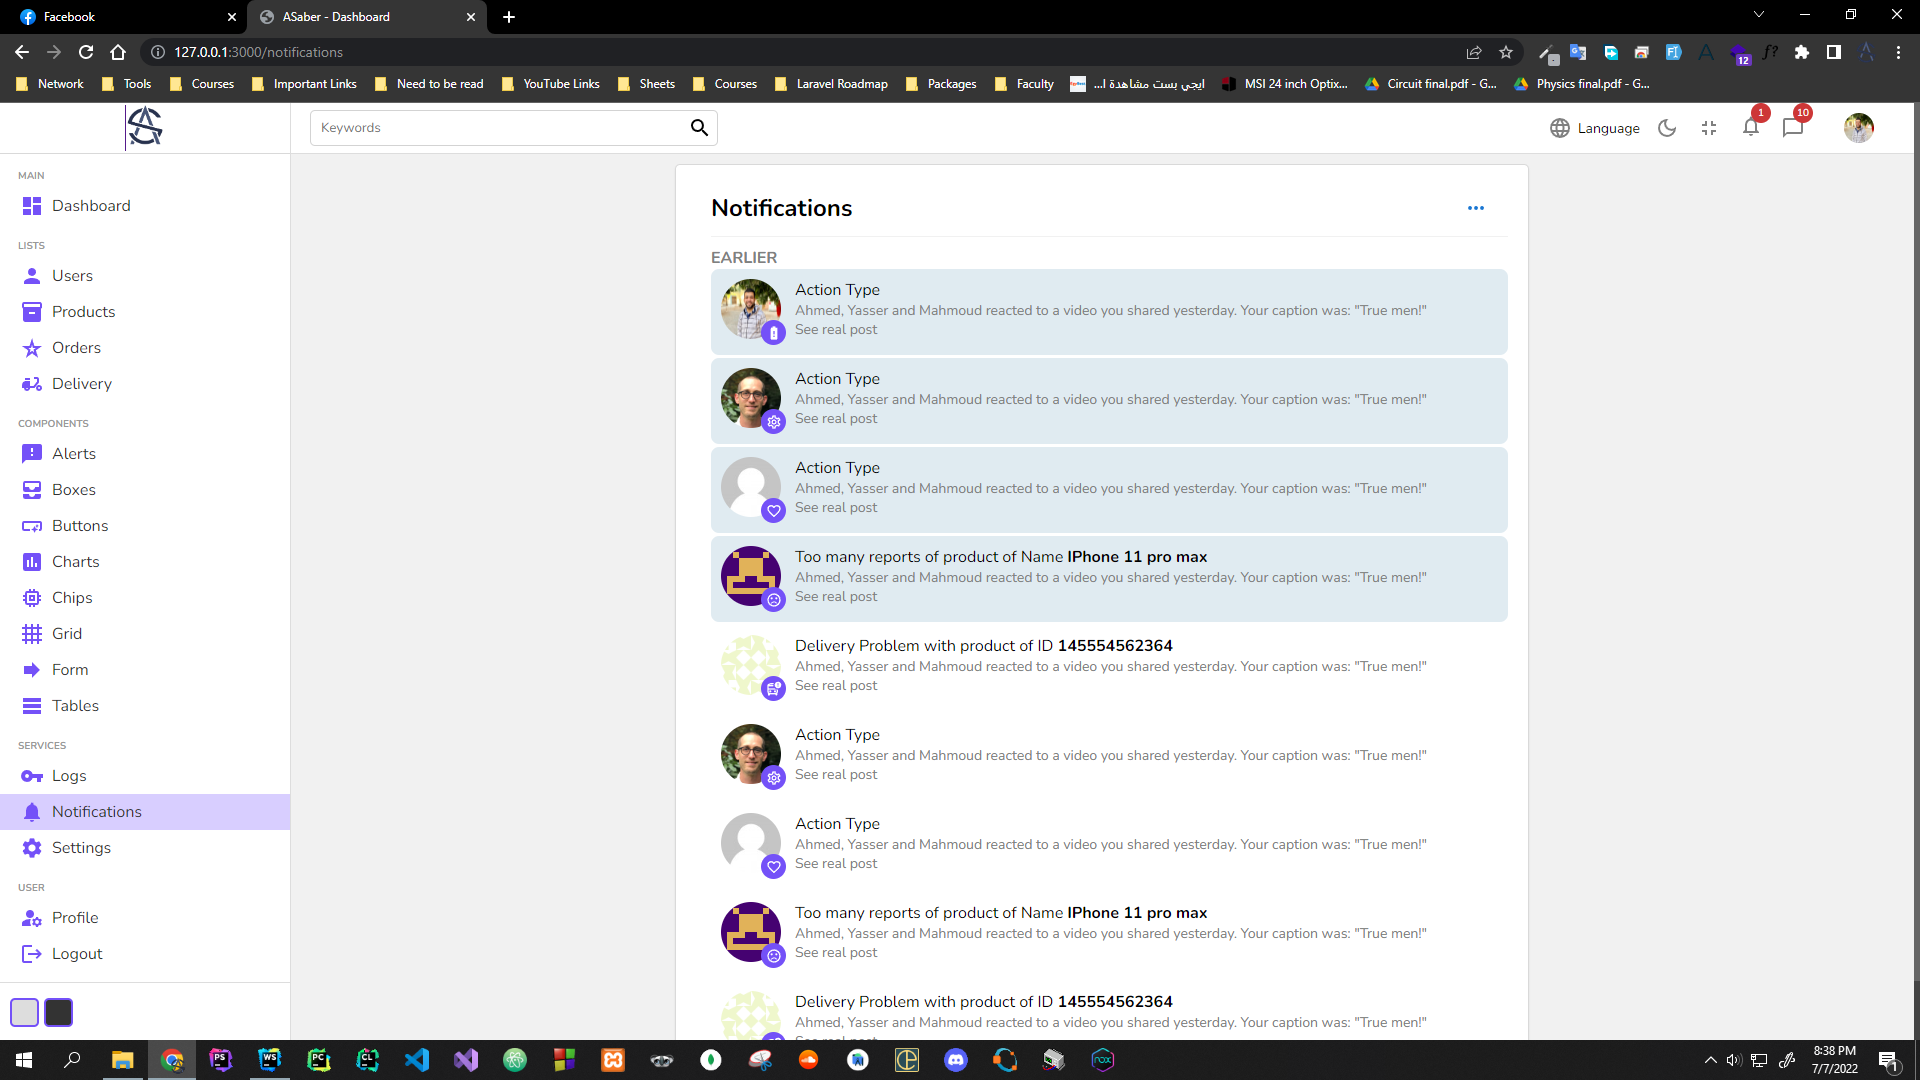 Facebook
ASaber - Dashboard
127.0.0.1:3000/notifications
12
Network
Tools
Courses
Important Links
Need to be read
YouTube Links
Sheets
Courses
Laravel Roadmap
Packages
Faculty
ايجي بست مشاهدة ا...
MSI 24 inch Optix...
Circuit final.pdf - G...
Physics final.pdf - G...
Keywords
Language
1
10
MAIN
Dashboard
LISTS
Users
Products
Orders
Delivery
COMPONENTS
Alerts
Boxes
Buttons
Charts
Chips
Grid
Form
Tables
SERVICES
Logs
Notifications
Settings
USER
Profile
Logout
Notifications
EARLIER
Action Type
Ahmed, Yasser and Mahmoud reacted to a video you shared yesterday. Your caption was: "True men!"
See real post
Action Type
Ahmed, Yasser and Mahmoud reacted to a video you shared yesterday. Your caption was: "True men!"
See real post
Action Type
Ahmed, Yasser and Mahmoud reacted to a video you shared yesterday. Your caption was: "True men!"
See real post
Too many reports of product of Name IPhone 11 pro max
Ahmed, Yasser and Mahmoud reacted to a video you shared yesterday. Your caption was: "True men!"
See real post
Delivery Problem with product of ID 145554562364
Ahmed, Yasser and Mahmoud reacted to a video you shared yesterday. Your caption was: "True men!"
See real post
Action Type
Ahmed, Yasser and Mahmoud reacted to a video you shared yesterday. Your caption was: "True men!"
See real post
Action Type
Ahmed, Yasser and Mahmoud reacted to a video you shared yesterday. Your caption was: "True men!"
See real post
Too many reports of product of Name IPhone 11 pro max
Ahmed, Yasser and Mahmoud reacted to a video you shared yesterday. Your caption was: "True men!"
See real post
Delivery Problem with product of ID 145554562364
Ahmed, Yasser and Mahmoud reacted to a video you shared yesterday. Your caption was: "True men!"
PS
WS
PC
CL
nox
8:38 PM
7/7/2022
1